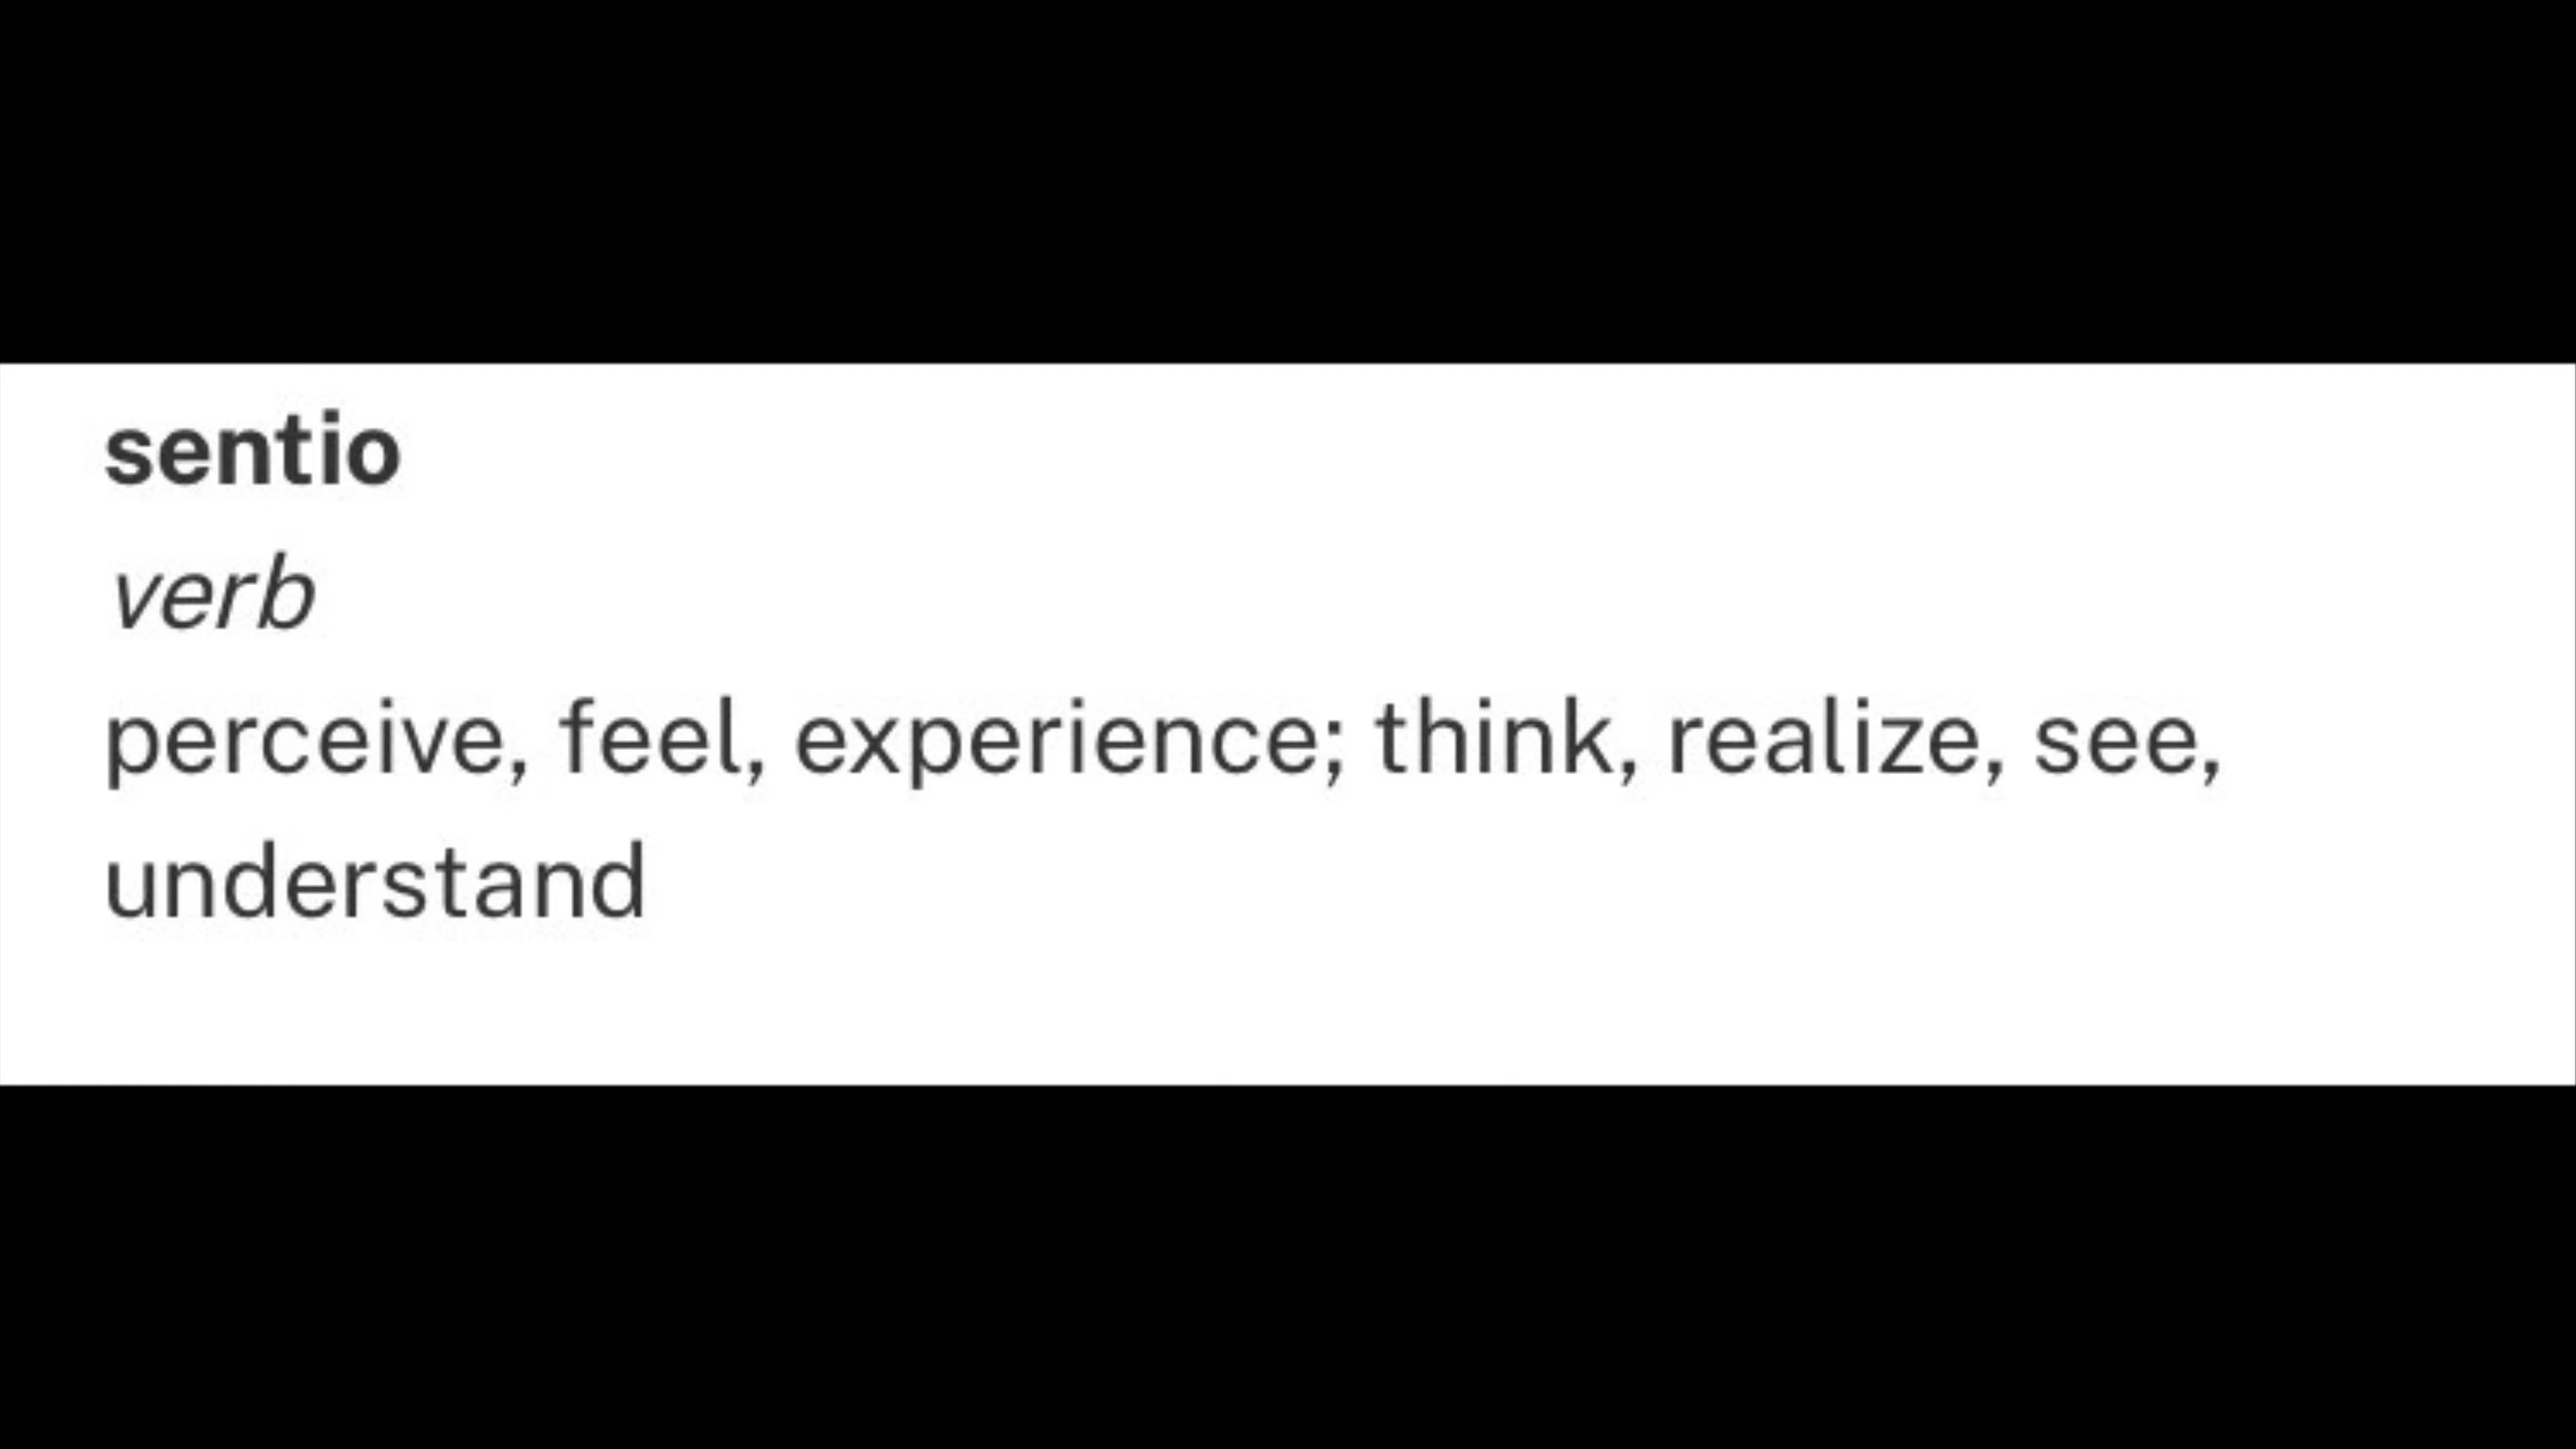 sentio
verb
perceive, feel, experience; think, realize, see,
understand